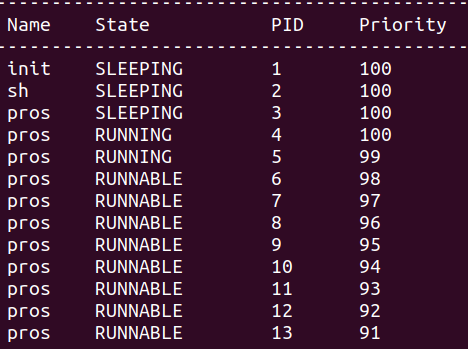 Name State PID Priority
init SLEEPING 1 100
sh SLEEPING 2 100
pros SLEEPING 3 100
pros RUNNING 4 100
pros RUNNING 5 99
pros RUNNABLE 6 98
pros RUNNABLE 7 97
pros RUNNABLE 8 96
pros RUNNABLE 9 95
pros RUNNABLE 10 94
pros RUNNABLE 11 93
pros RUNNABLE 12 92
pros RUNNABLE 13 91